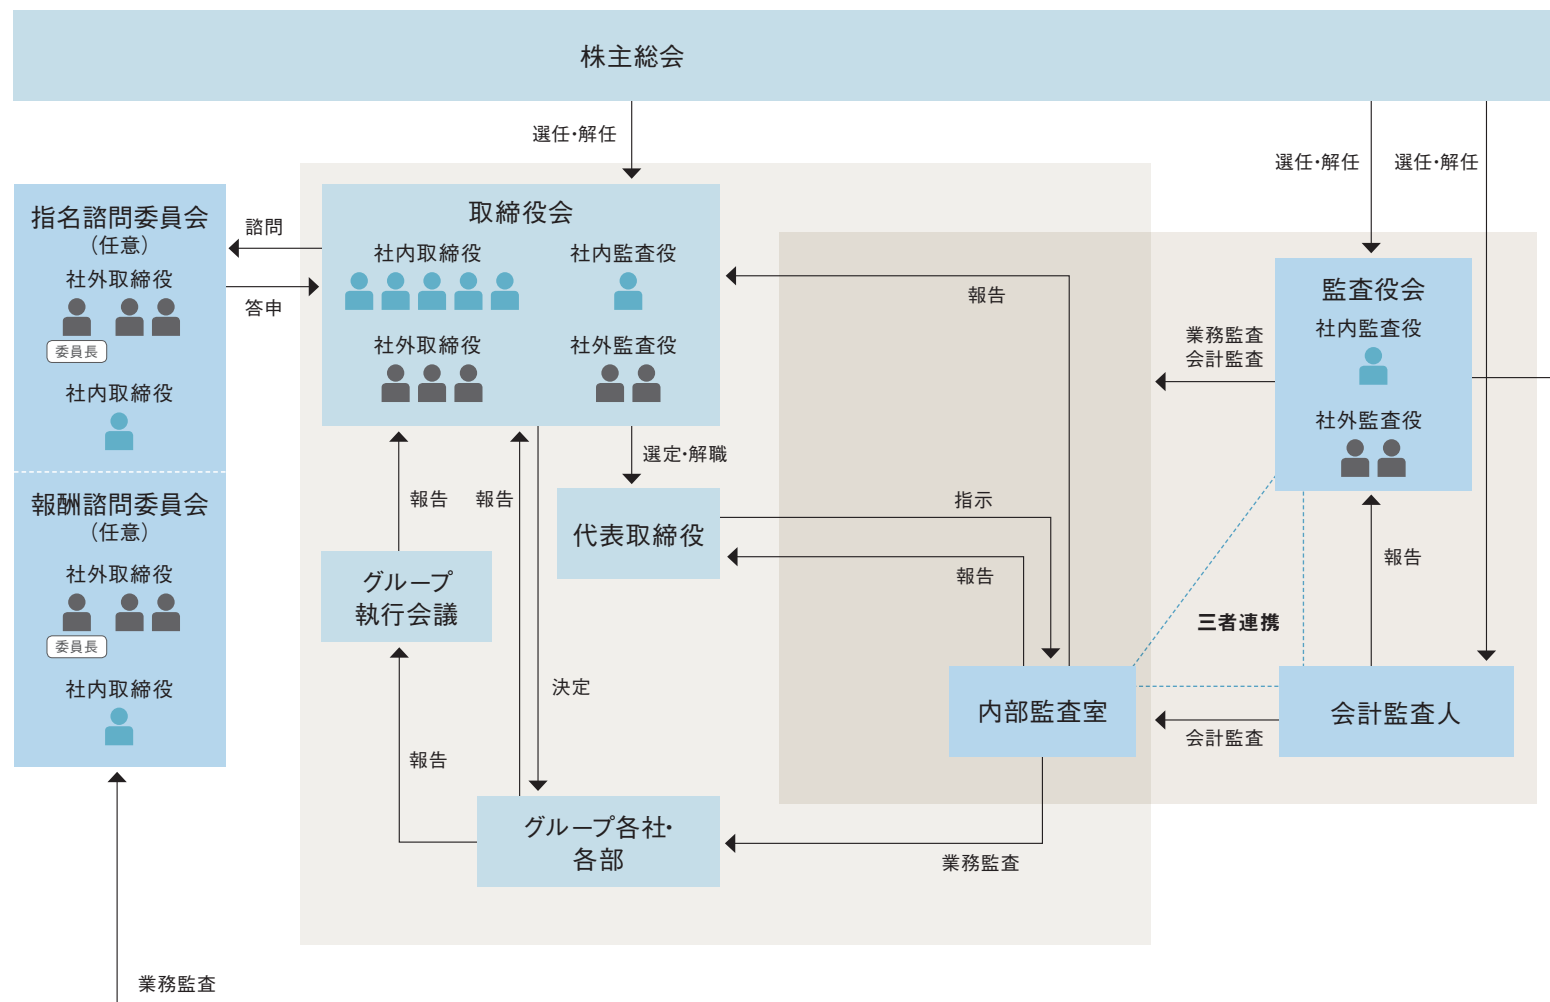 株主総会
選任・解任
選任・解任
選任・解任
指名諮問委員会
（任意）
社外取締役
委員長
社内取締役
報酬諮問委員会
（任意）
社外取締役
委員長
社内取締役
諮問
答申
取締役会
社内取締役
社内監査役
社外取締役
社外監査役
報告
業務監査
会計監査
監査役会
社内監査役
社外監査役
選定・解職
報告
報告
代表取締役
指示
報告
グループ
執行会議
報告
三者連携
決定
内部監査室
会計監査人
会計監査
報告
グループ各社・
各部
業務監査
業務監査